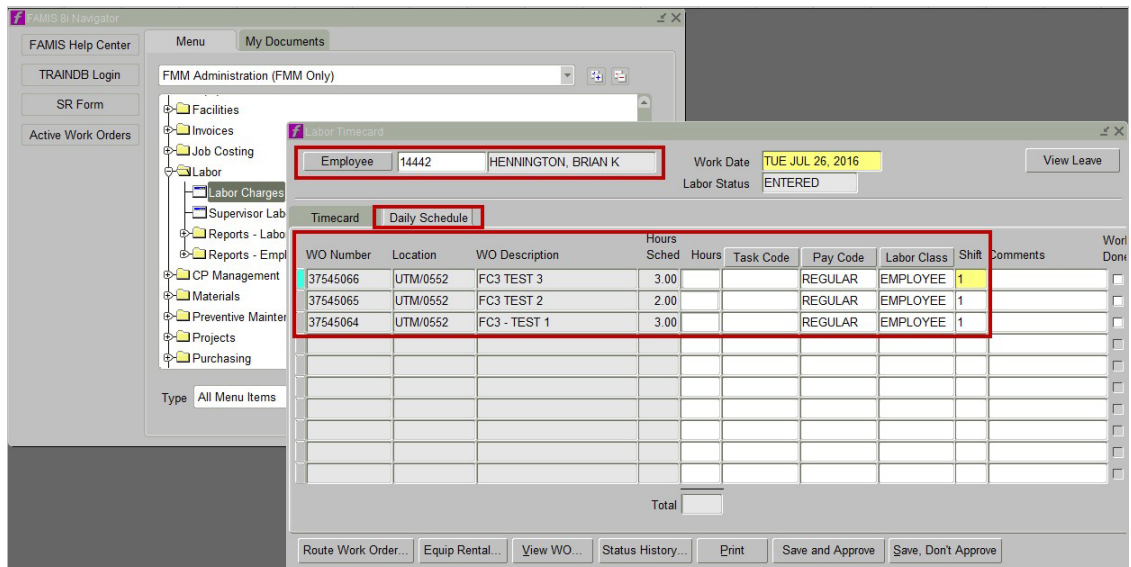 FAMIS 8i Navigator
FAMIS Help Center
TRAINDB Login
SR Form
Active Work Orders
Menu My Documents
FMM Administration (FMM Only)
Facilities
Invoices
Job Costing
Labor
Labor Charges
Supervisor Lab
Reports - Labo
Reports - Empl
CP Management
Materials
Preventive Mainter
Projects
Purchasing
Type All Menu Items
Labor Timecard
Employee 14442 HENNINGTON, BRIAN K Work Date TUE JUL 26, 2016 View Leave
Labor Status ENTERED
Timecard Daily Schedule
WO Number Location WO Description Hours Sched Hours Task Code Pay Code Labor Class Shift Comments Work Done
37545066 UTM/0552 FC3 TEST 3 3.00 REGULAR EMPLOYEE 1
37545065 UTM/0552 FC3 TEST 2 2.00 REGULAR EMPLOYEE 1
37545064 UTM/0552 FC3 - TEST 1 3.00 REGULAR EMPLOYEE 1
Total
Route Work Order... Equip Rental... View WO... Status History... Print Save and Approve Save, Don't Approve